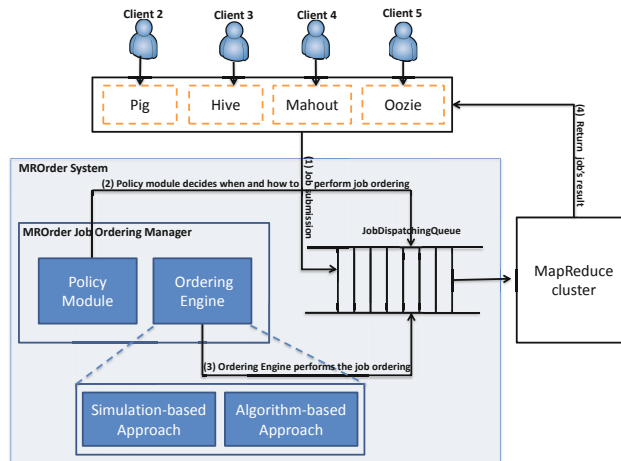 Client 2
Client 3
Client 4
Client 5
Pig
Hive
Mahout
Oozie
(1) Job submission
(4) Return job's result
MROrder System
(2) Policy module decides when and how to perform job ordering
MROrder Job Ordering Manager
JobDispatchingQueue
Policy
Module
Ordering
Engine
MapReduce
cluster
(3) Ordering Engine performs the job ordering
Simulation-based
Approach
Algorithm-based
Approach